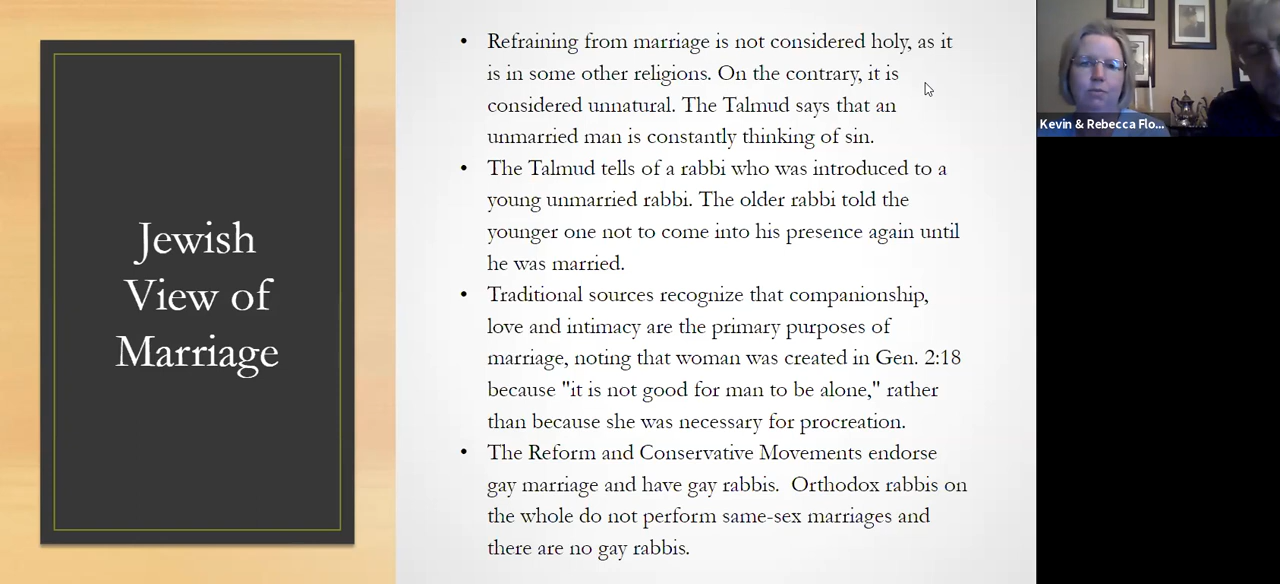 Jewish
View of
Marriage
• Refraining from marriage is not considered holy, as it
is in some other religions. On the contrary, it is
considered unnatural. The Talmud says that an
unmarried man is constantly thinking of sin.
• The Talmud tells of a rabbi who was introduced to a
young unmarried rabbi. The older rabbi told the
younger one not to come into his presence again until
he was married.
• Traditional sources recognize that companionship,
love and intimacy are the primary purposes of
marriage, noting that woman was created in Gen. 2:18
because "it is not good for man to be alone," rather
than because she was necessary for procreation.
• The Reform and Conservative Movements endorse
gay marriage and have gay rabbis.  Orthodox rabbis on
the whole do not perform same-sex marriages and
there are no gay rabbis.
Kevin & Rebecca Flo...